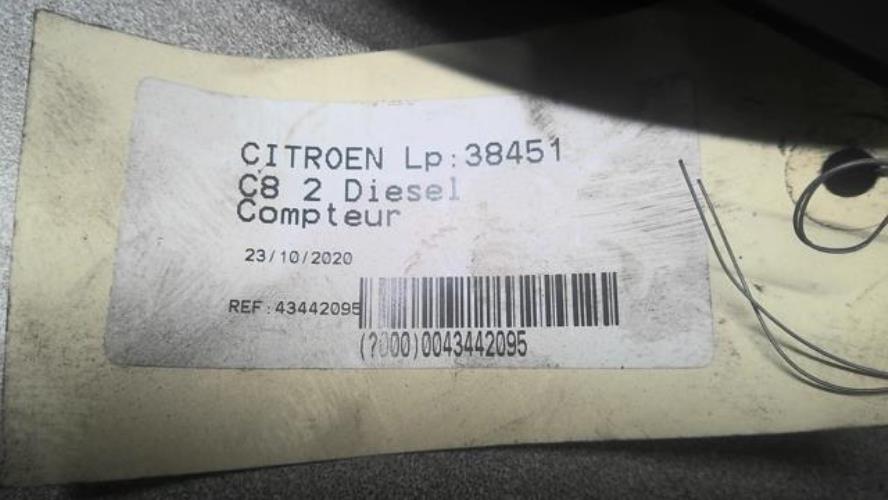 CITROEN Lp:38451
C8 2 Diesel
Compteur
23/10/2020
REF:43442095
(?000)0043442095